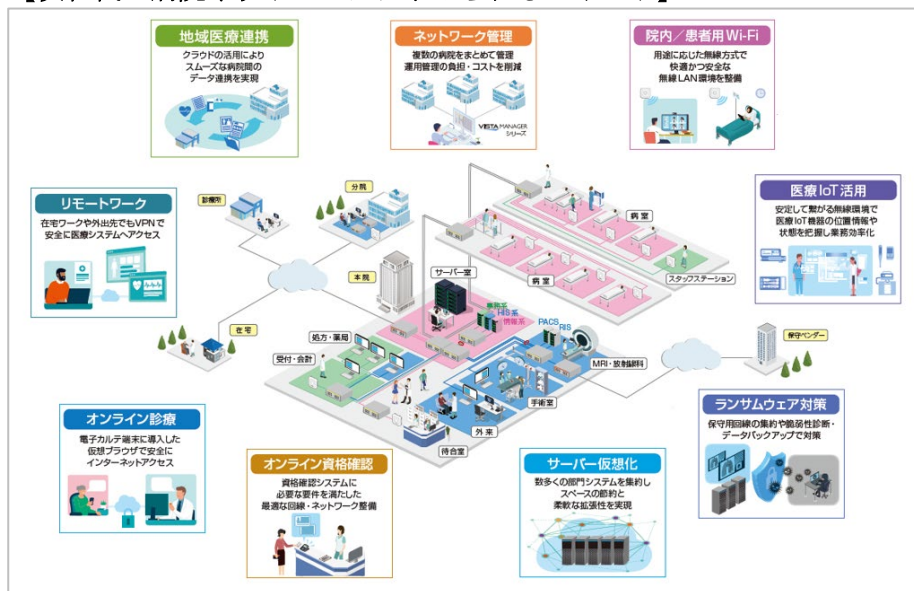 地域医療連携
クラウドの活用により
スムーズな病院間の
データ連携を実現
ネットワーク管理
複数の病院をまとめて管理
運用管理の負担・コストを削減
VISTA MANAGER
シリーズ
院内/患者用Wi-Fi
用途に応じた無線方式で
快適かつ安全な
無線LAN環境を整備
リモートワーク
在宅ワークや外出先でもVPNで
安全に医療システムへアクセス
診療所
分院
本院
在宅
サーバー室
病室
病室
スタッフステーション
医療IoT活用
安定して繋がる無線環境で
医療IoT機器の位置情報や
状態を把握し業務効率化
HIS系
情報系
PACS
RIS
処方・薬局
受付・会計
MRI・放射線科
手術室
外来
待合室
保守ベンダー
オンライン診療
電子カルテ端末に導入した
仮想ブラウザで安全に
インターネットアクセス
オンライン資格確認
資格確認システムに
必要な要件を満たした
最適な回線・ネットワーク整備
サーバー仮想化
数多くの部門システムを集約し
スペースの節約と
柔軟な拡張性を実現
ランサムウェア対策
保守用回線の集約や脆弱性診断・
データバックアップで対策